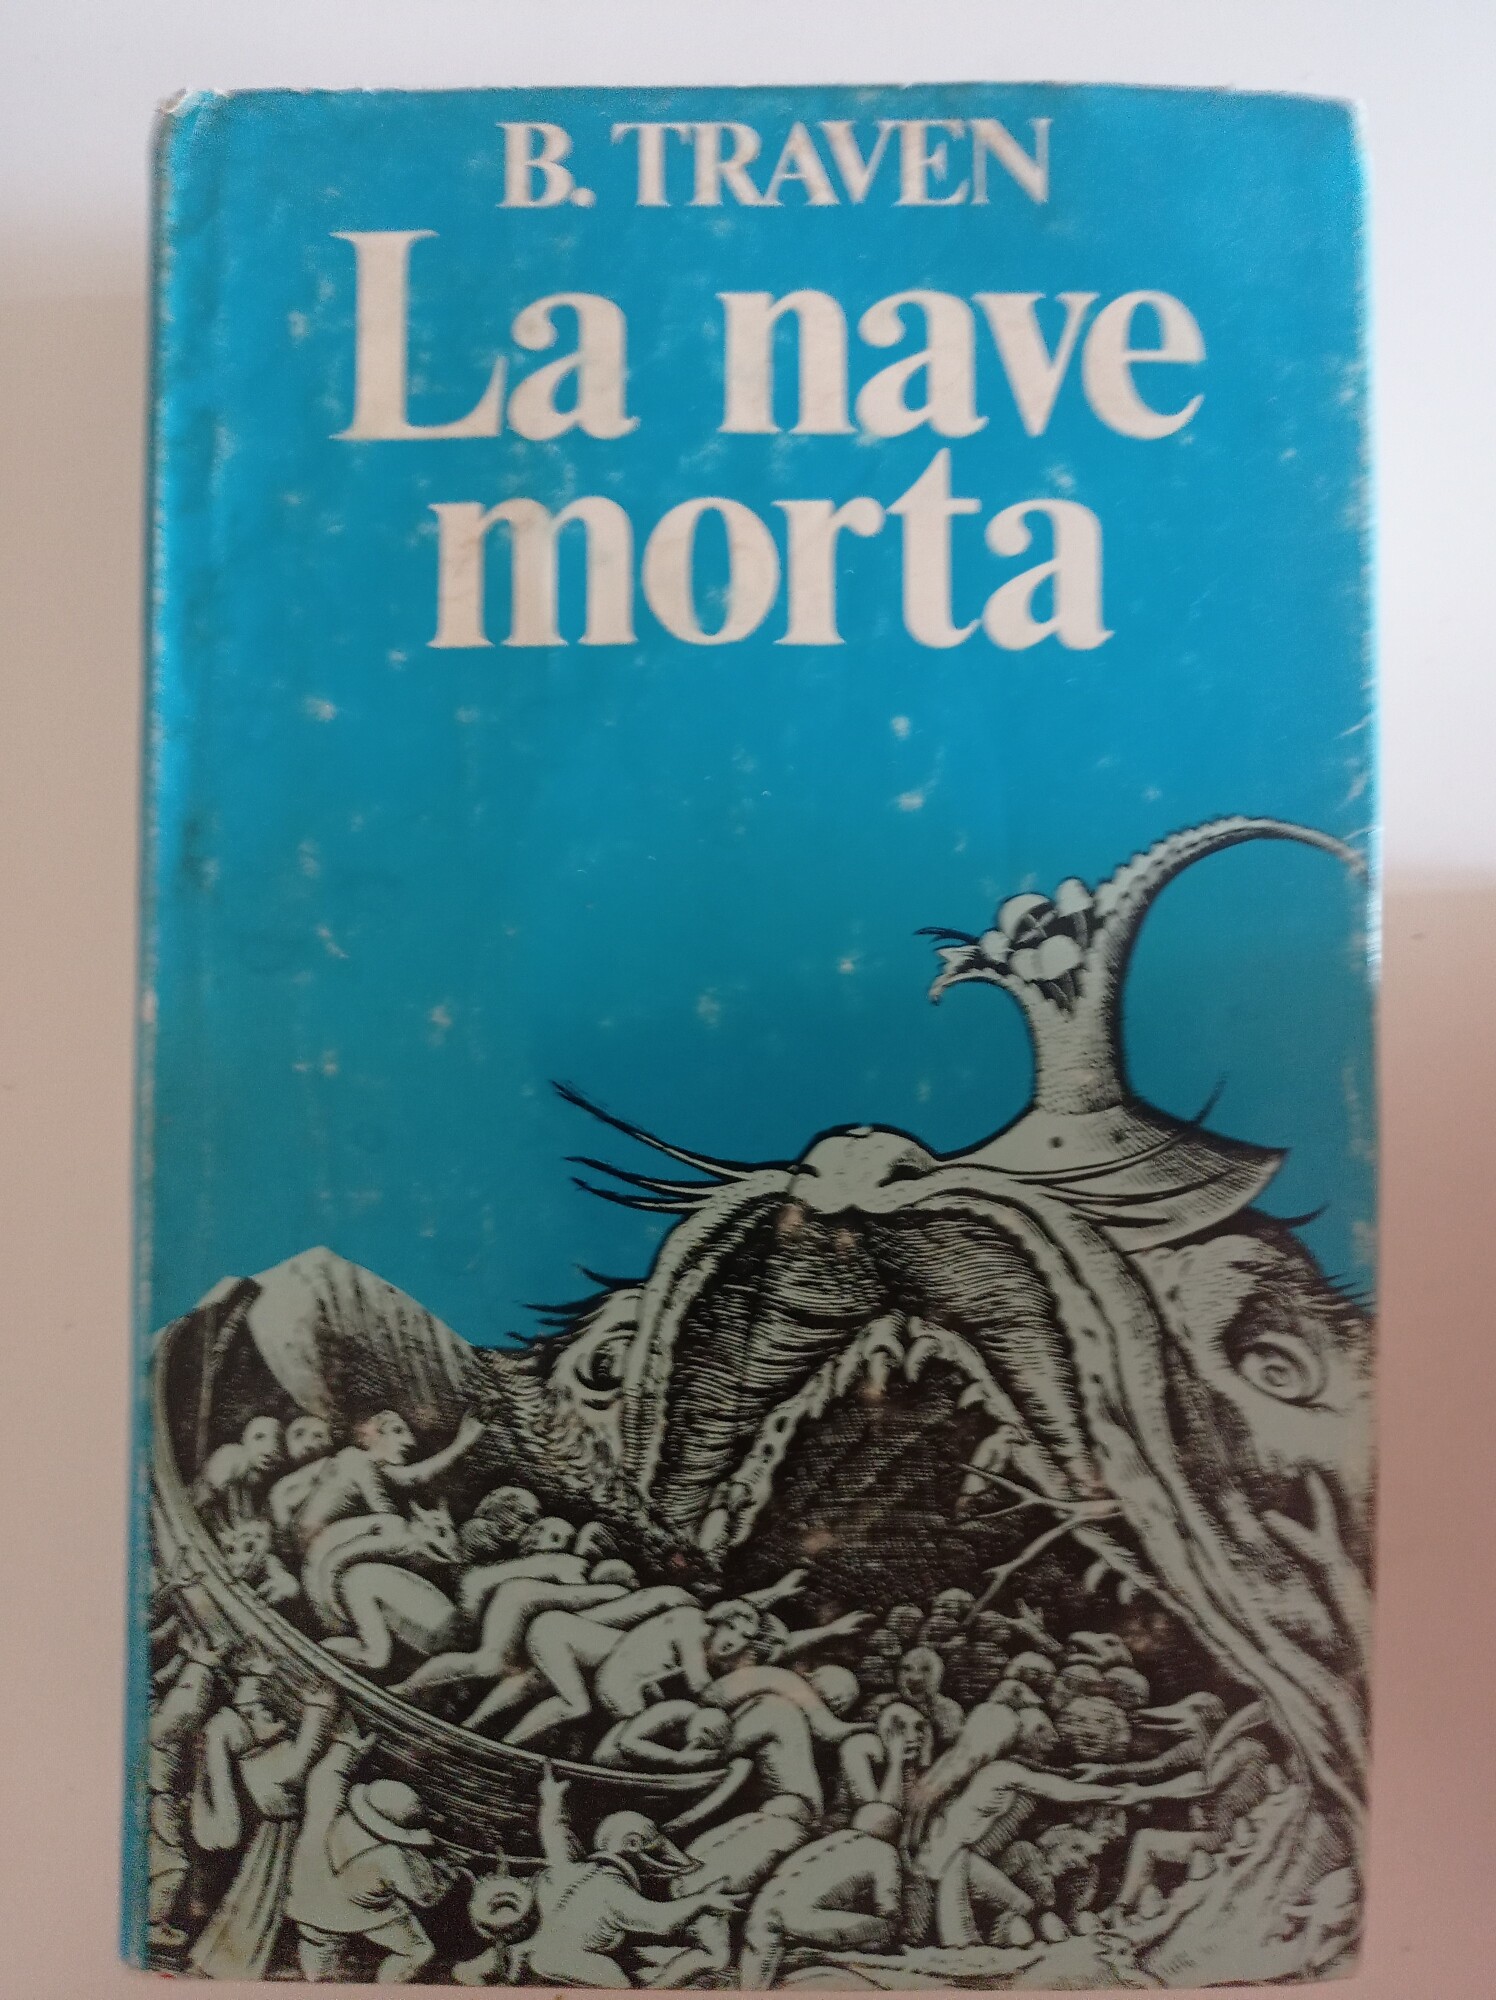 B. TRAVEN
La nave
morta